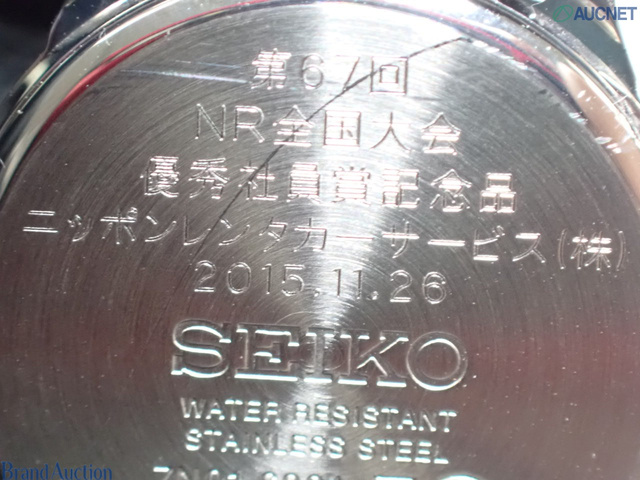 AUCNET
第67回
NR全国大会
優秀社員賞記念品
ニッポンレンタカーサービス(株)
2015.11.26
SEIKO
WATER RESISTANT
STAINLESS STEEL
Brand Auction